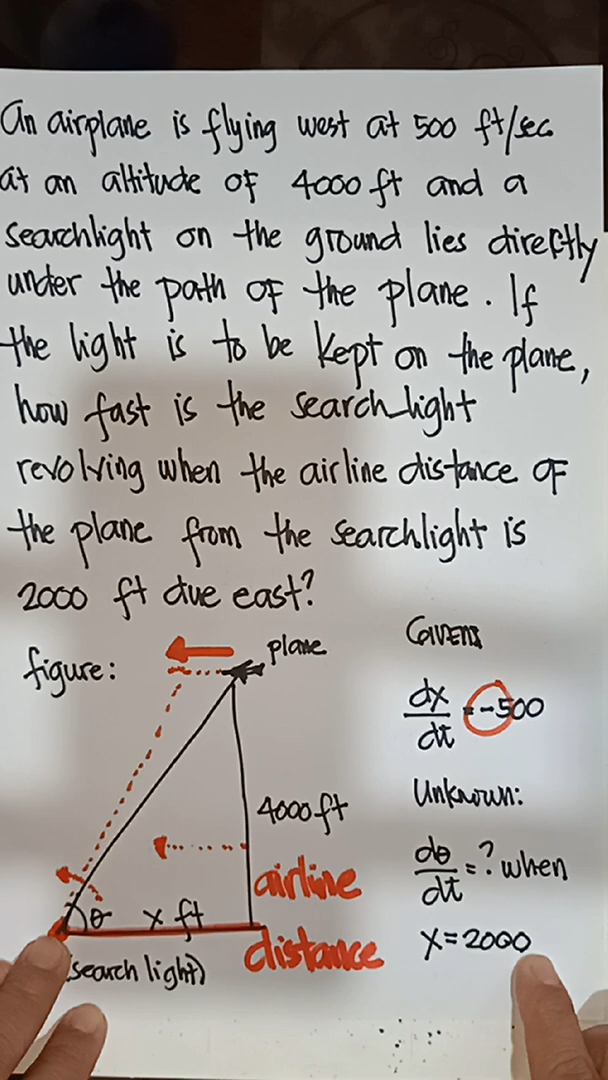 An airplane is flying west at 500 ft/sec
at an altitude of 4000 ft and a
searchlight on the ground lies directly
under the path of the plane. If
the light is to be kept on the plane,
how fast is the searchlight
revolving when the airline distance of
the plane from the searchlight is
2000 ft due east?
figure:
plane
4000 ft
airline
distance
θ
x ft
(search light)
Givens
dx/dt = -500
Unknown:
dθ/dt = ? when
x = 2000